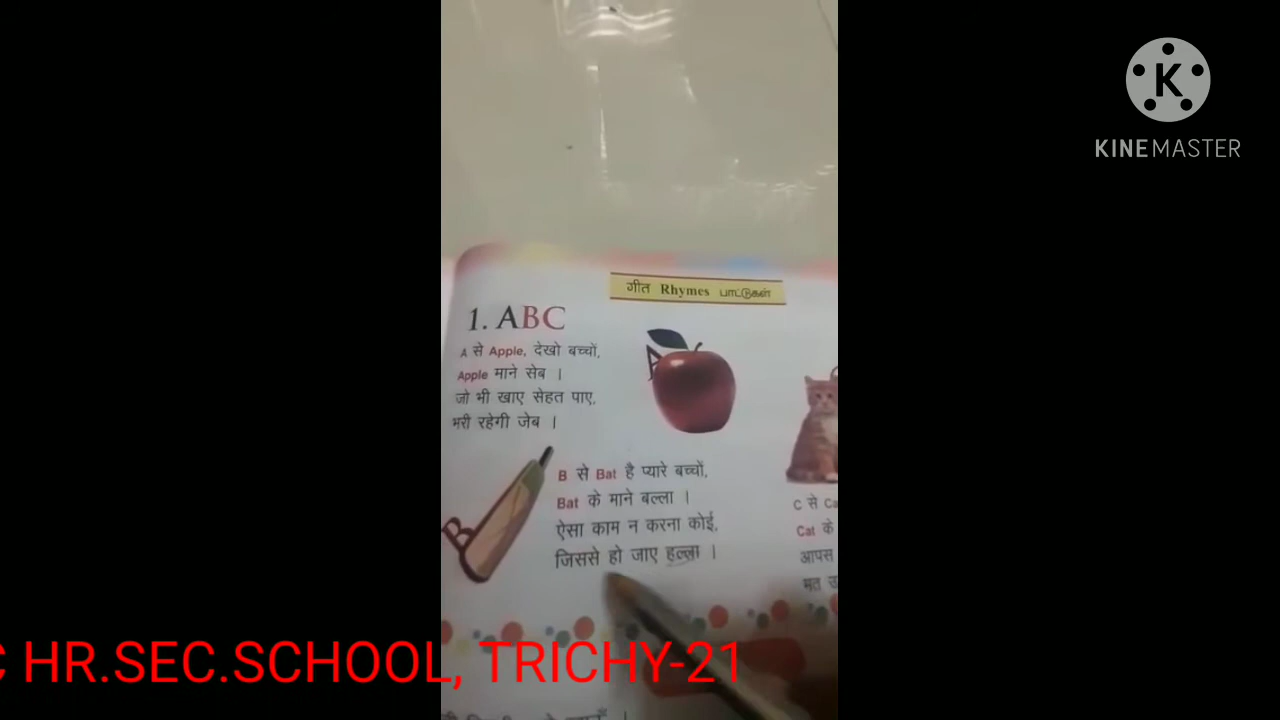 K
KINEMASTER
गीत Rhymes பாட்டுகள்
1. ABC
A से Apple, देखो बच्चों,
Apple माने सेब ।
जो भी खाए सेहत पाए,
भरी रहेगी जेब ।
A
B से Bat है प्यारे बच्चों,
Bat के माने बल्ला ।
ऐसा काम न करना कोई,
जिससे हो जाए हल्ला ।
B
C से Ca
Cat के
आपस
मत उ
C HR.SEC.SCHOOL, TRICHY-21